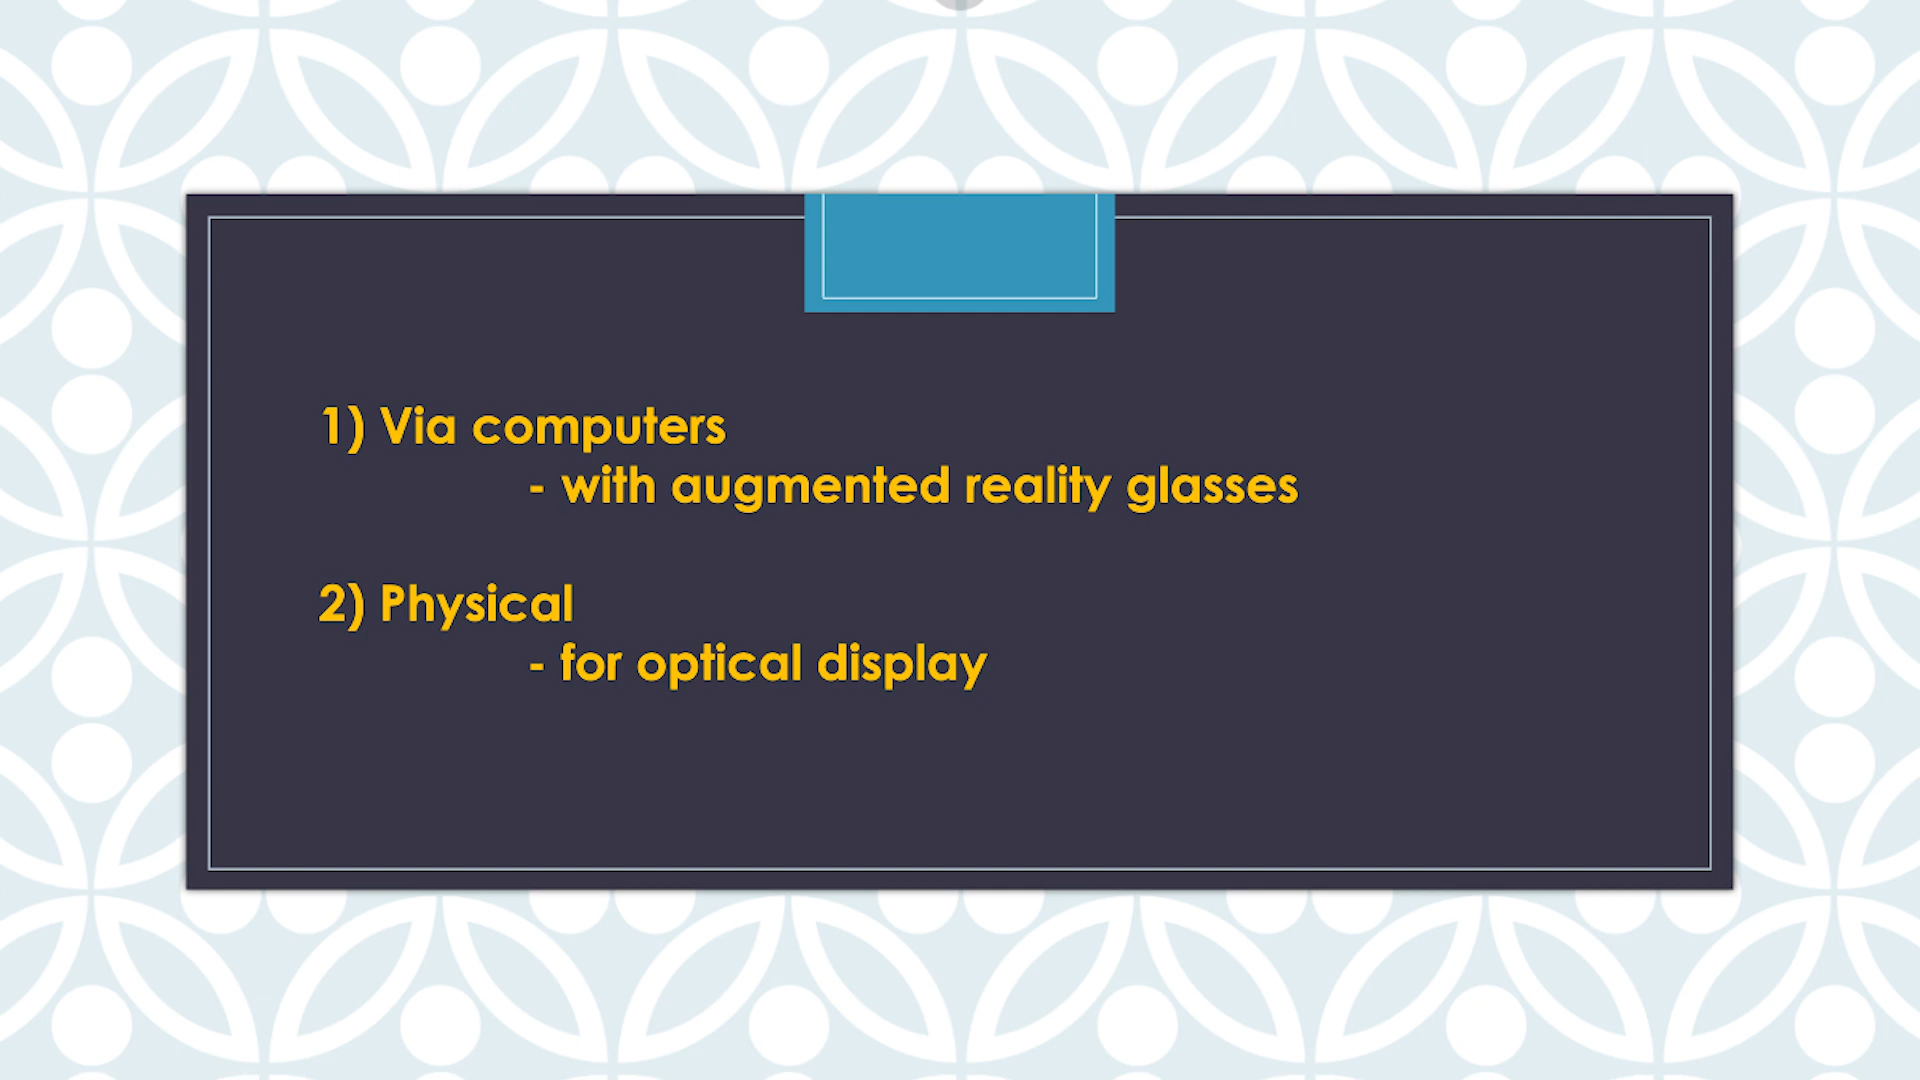 1) Via computers
- with augmented reality glasses
2) Physical
- for optical display